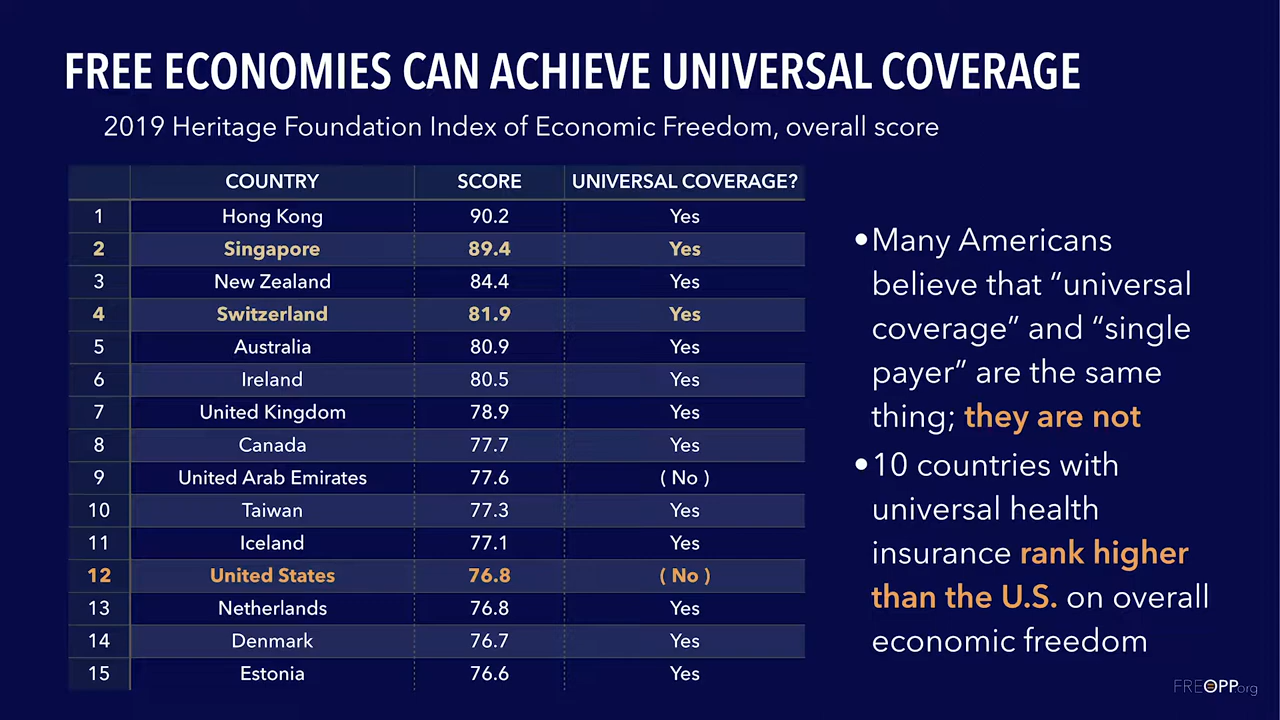 FREE ECONOMIES CAN ACHIEVE UNIVERSAL COVERAGE
2019 Heritage Foundation Index of Economic Freedom, overall score
COUNTRY SCORE UNIVERSAL COVERAGE?
1 Hong Kong 90.2 Yes
2 Singapore 89.4 Yes
3 New Zealand 84.4 Yes
4 Switzerland 81.9 Yes
5 Australia 80.9 Yes
6 Ireland 80.5 Yes
7 United Kingdom 78.9 Yes
8 Canada 77.7 Yes
9 United Arab Emirates 77.6 ( No )
10 Taiwan 77.3 Yes
11 Iceland 77.1 Yes
12 United States 76.8 ( No )
13 Netherlands 76.8 Yes
14 Denmark 76.7 Yes
15 Estonia 76.6 Yes
•Many Americans
believe that “universal
coverage” and “single
payer” are the same
thing; they are not
•10 countries with
universal health
insurance rank higher
than the U.S. on overall
economic freedom
FREOPP.org